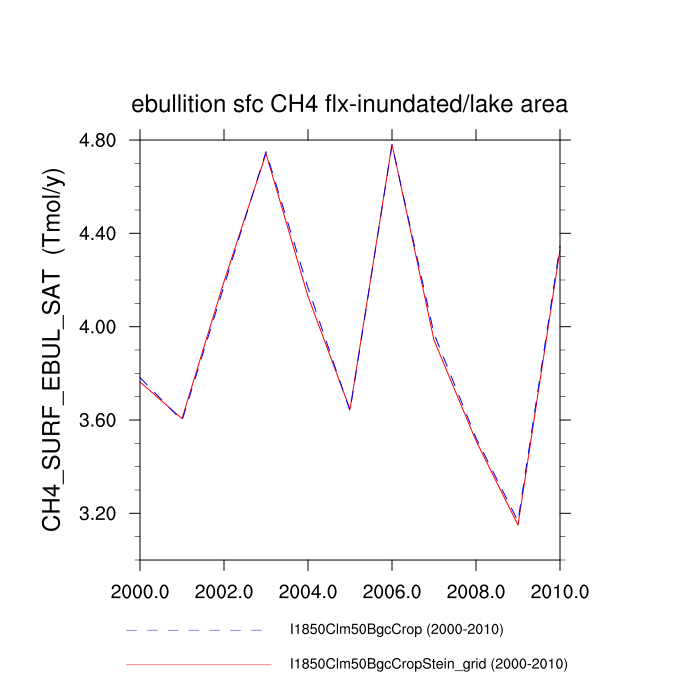 ebullition sfc CH4 flx-inundated/lake area
CH4_SURF_EBUL_SAT (Tmol/y)
4.80
4.40
4.00
3.60
3.20
2000.0 2002.0 2004.0 2006.0 2008.0 2010.0
I1850Clm50BgcCrop (2000-2010)
I1850Clm50BgcCropStein_grid (2000-2010)